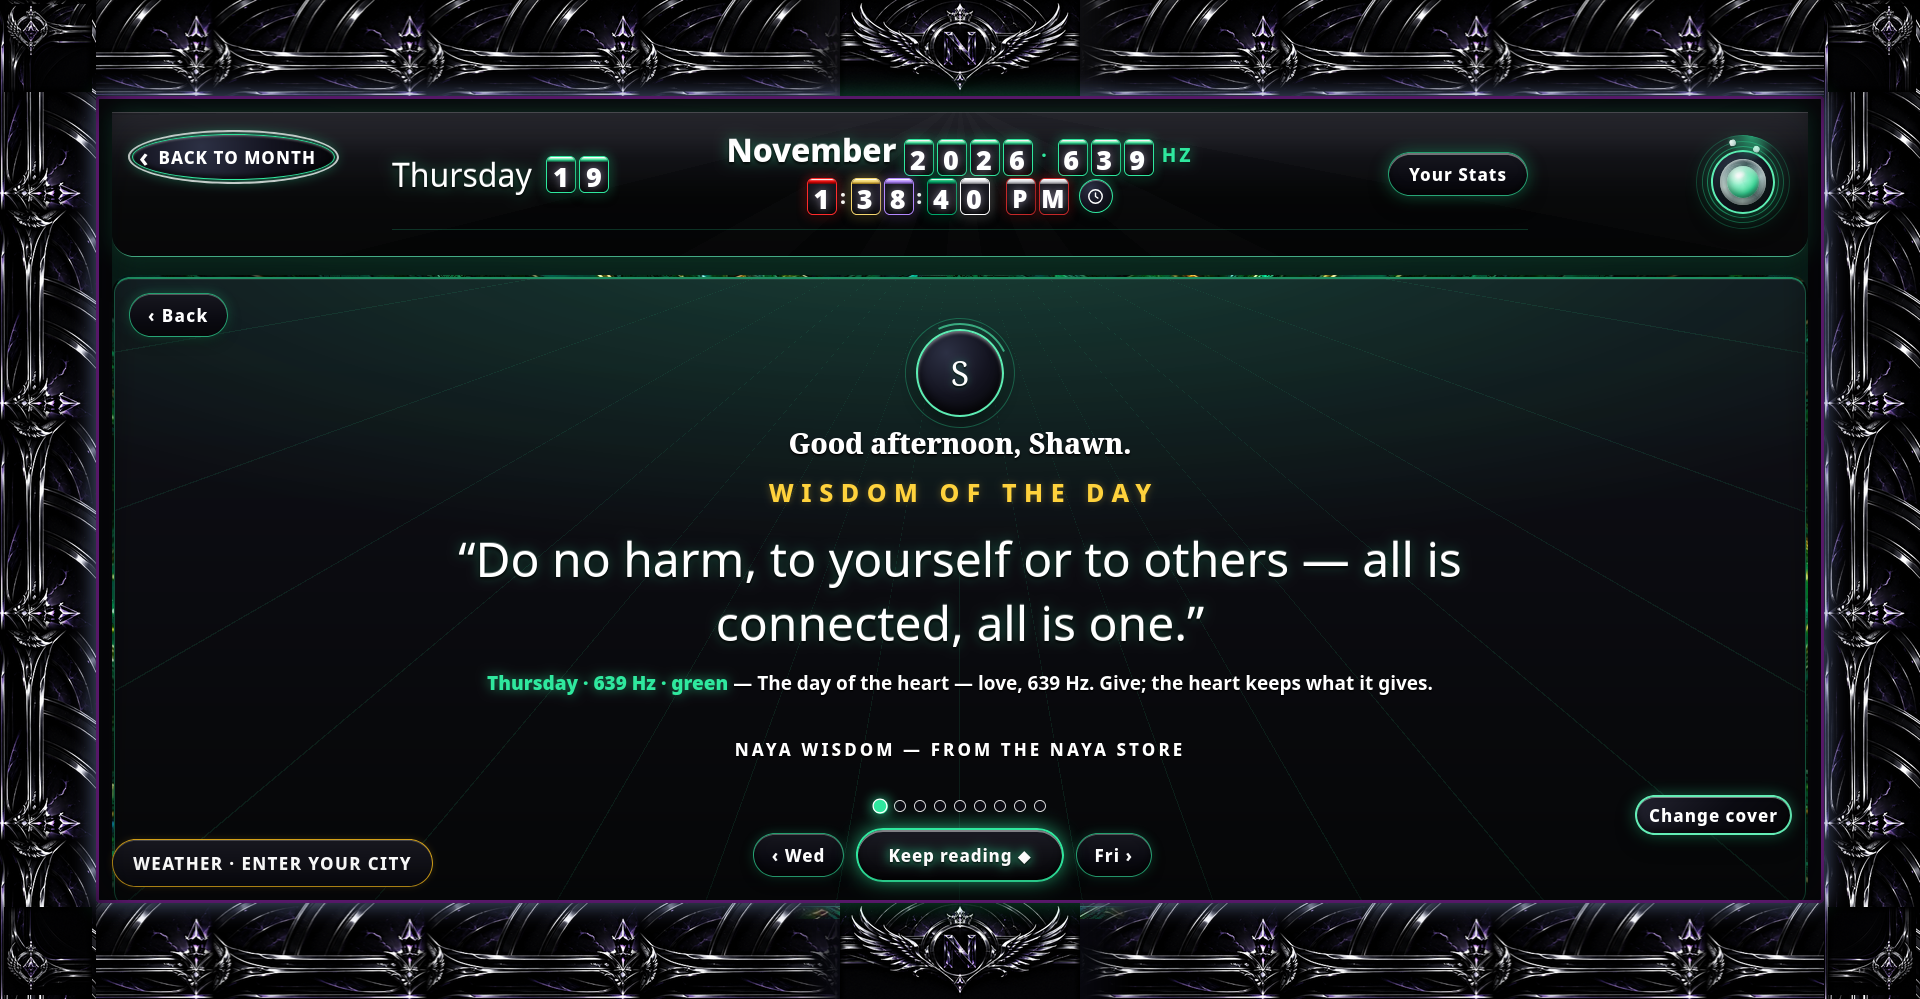 N
‹ BACK TO MONTH
Thursday 19
November 2026 · 639 HZ
1:38:40 PM
Your Stats
‹ Back
S
Good afternoon, Shawn.
WISDOM OF THE DAY
“Do no harm, to yourself or to others — all is
connected, all is one.”
Thursday · 639 Hz · green — The day of the heart — love, 639 Hz. Give; the heart keeps what it gives.
NAYA WISDOM — FROM THE NAYA STORE
Change cover
WEATHER · ENTER YOUR CITY
‹ Wed
Keep reading ◆
Fri ›
N